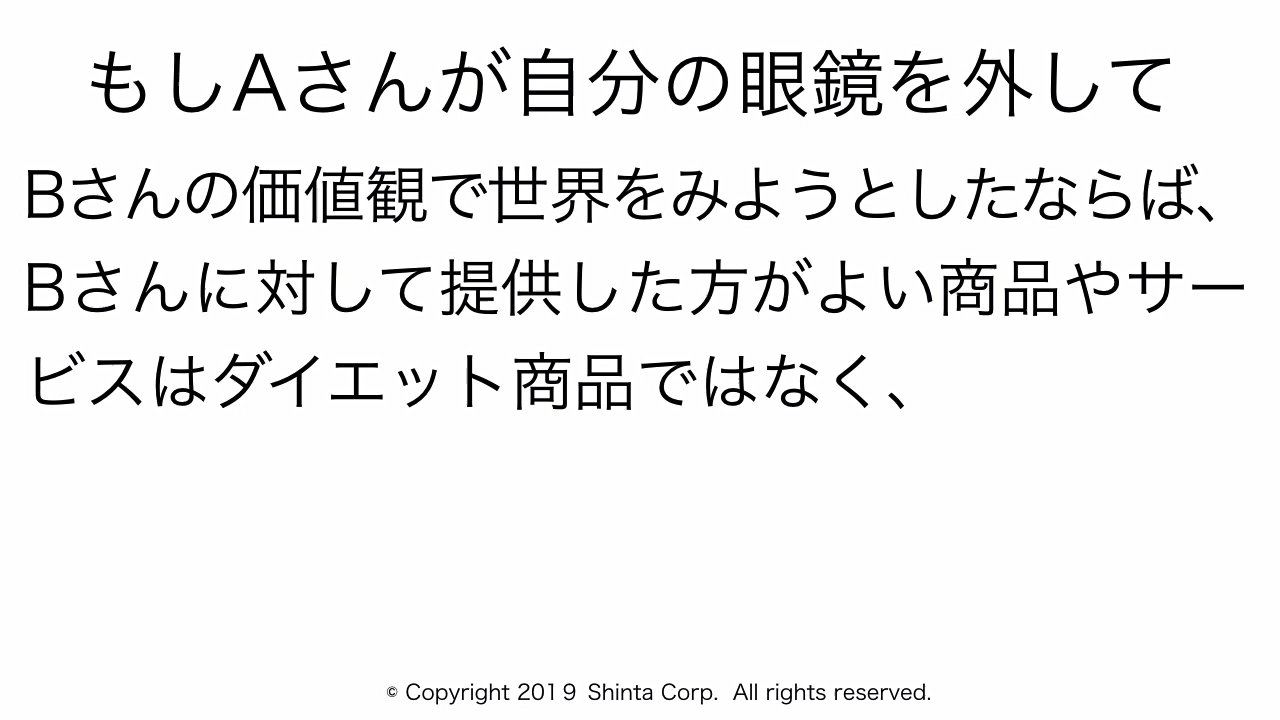 もしAさんが自分の眼鏡を外して
Bさんの価値観で世界をみようとしたならば、
Bさんに対して提供した方がよい商品やサー
ビスはダイエット商品ではなく、
© Copyright 201９ Shinta Corp.  All rights reserved.